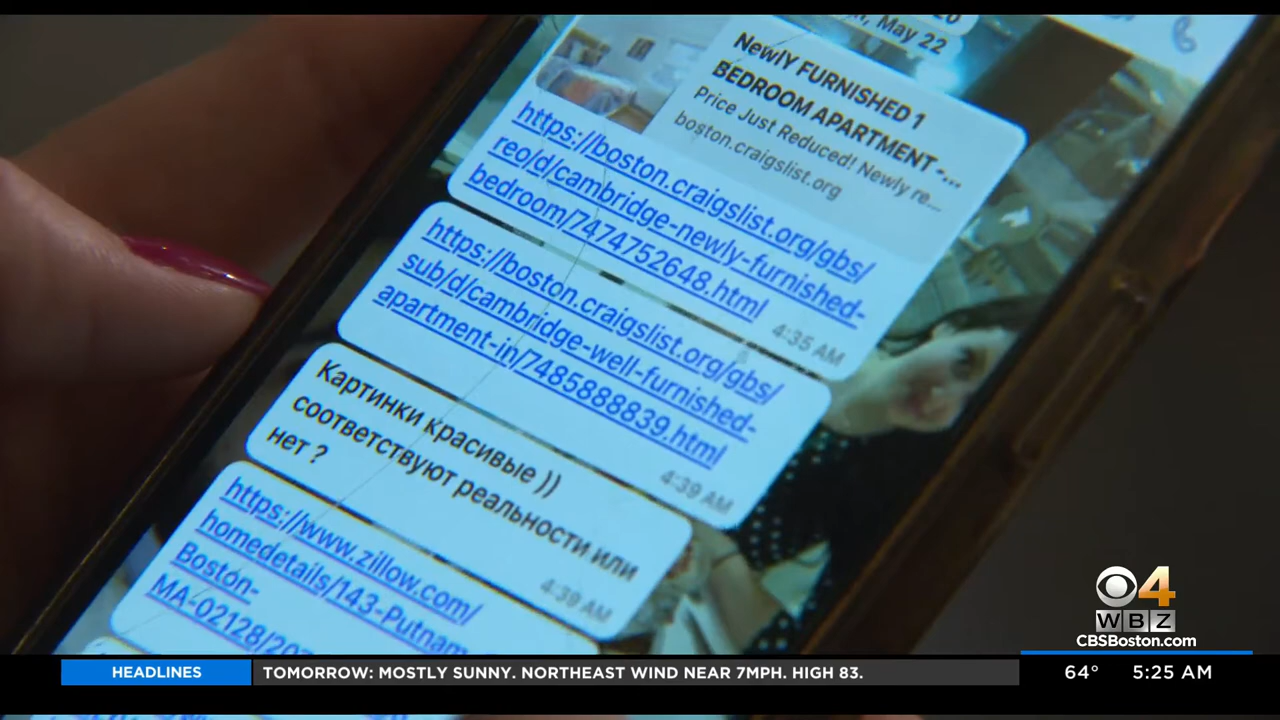 May 22
NewlY FURNISHED 1
BEDROOM APARTMENT -...
Price Just Reduced! Newly re...
boston.craigslist.org
https://boston.craigslist.org/gbs/
reo/d/cambridge-newly-furnished-
bedroom/7474752648.html
4:35 AM
https://boston.craigslist.org/gbs/
sub/d/cambridge-well-furnished-
apartment-in/7485888839.html
4:39 AM
Картинки красивые ))
соответствуют реальности или
нет ?
4:39 AM
https://www.zillow.com/
homedetails/143-Putnam
Boston-
MA-02128/20
4
WBZ
CBSBoston.com
HEADLINES
TOMORROW: MOSTLY SUNNY. NORTHEAST WIND NEAR 7MPH. HIGH 83.
64° 5:25 AM